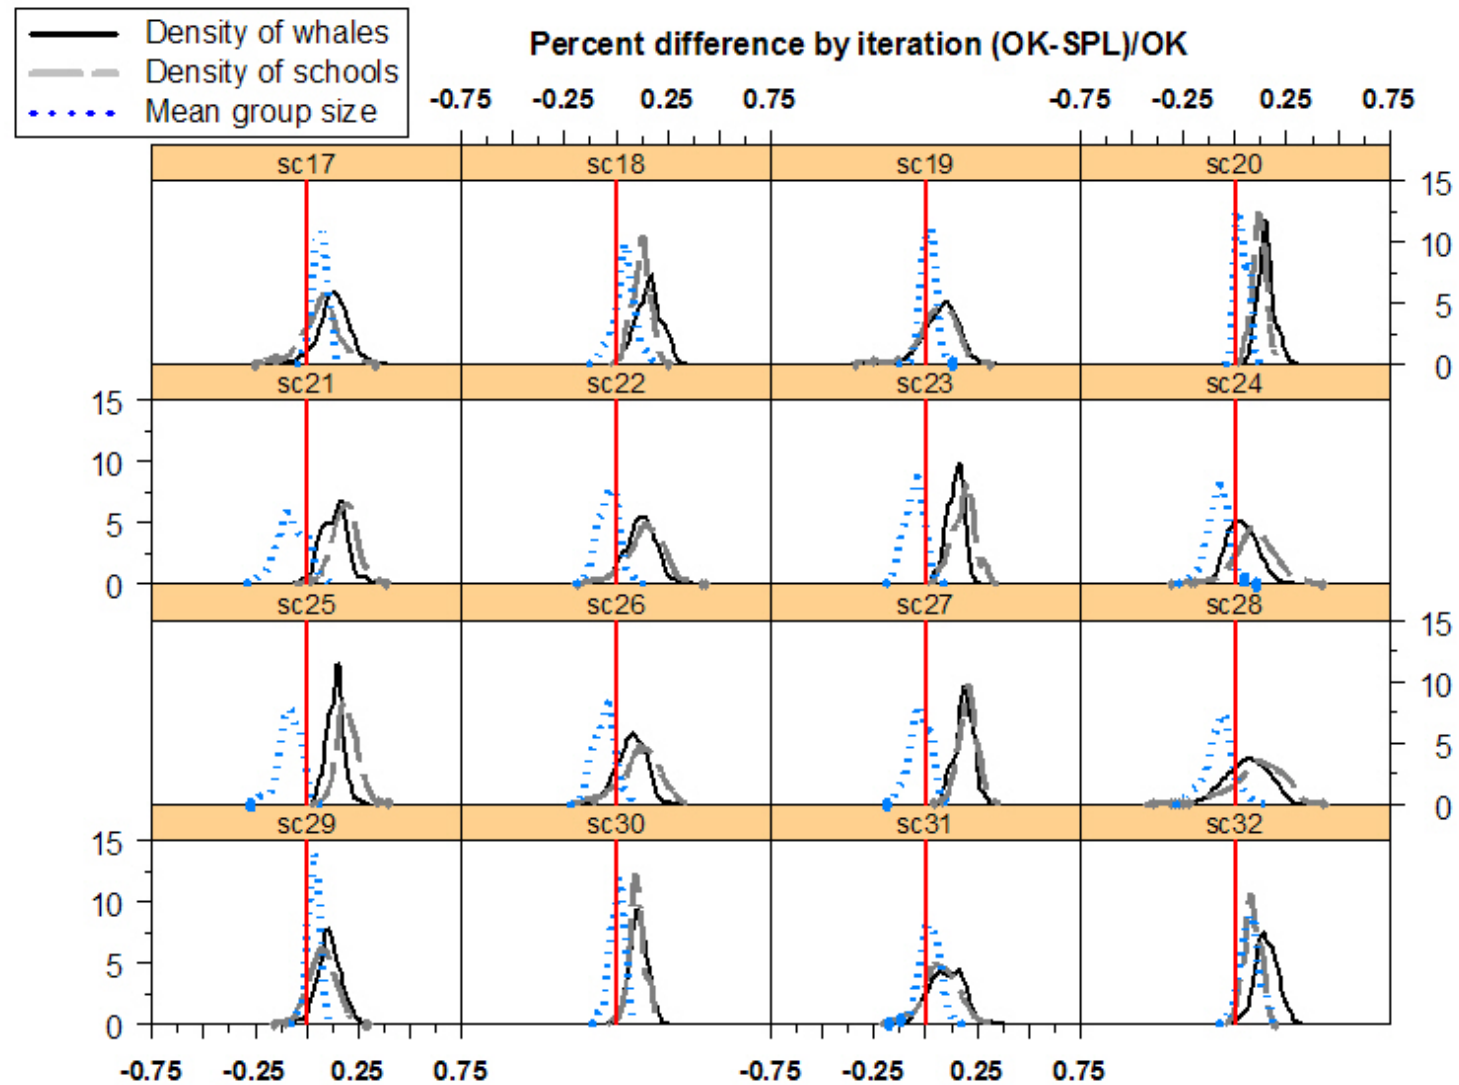 Density of whales
Density of schools
Mean group size
Percent difference by iteration (OK-SPL)/OK
-0.75 -0.25 0.25 0.75 -0.75 -0.25 0.25 0.75
sc17 sc18 sc19 sc20
15
10
5
0
sc21 sc22 sc23 sc24
15
10
5
0
sc25 sc26 sc27 sc28
15
10
5
0
sc29 sc30 sc31 sc32
15
10
5
0
-0.75 -0.25 0.25 0.75 -0.75 -0.25 0.25 0.75